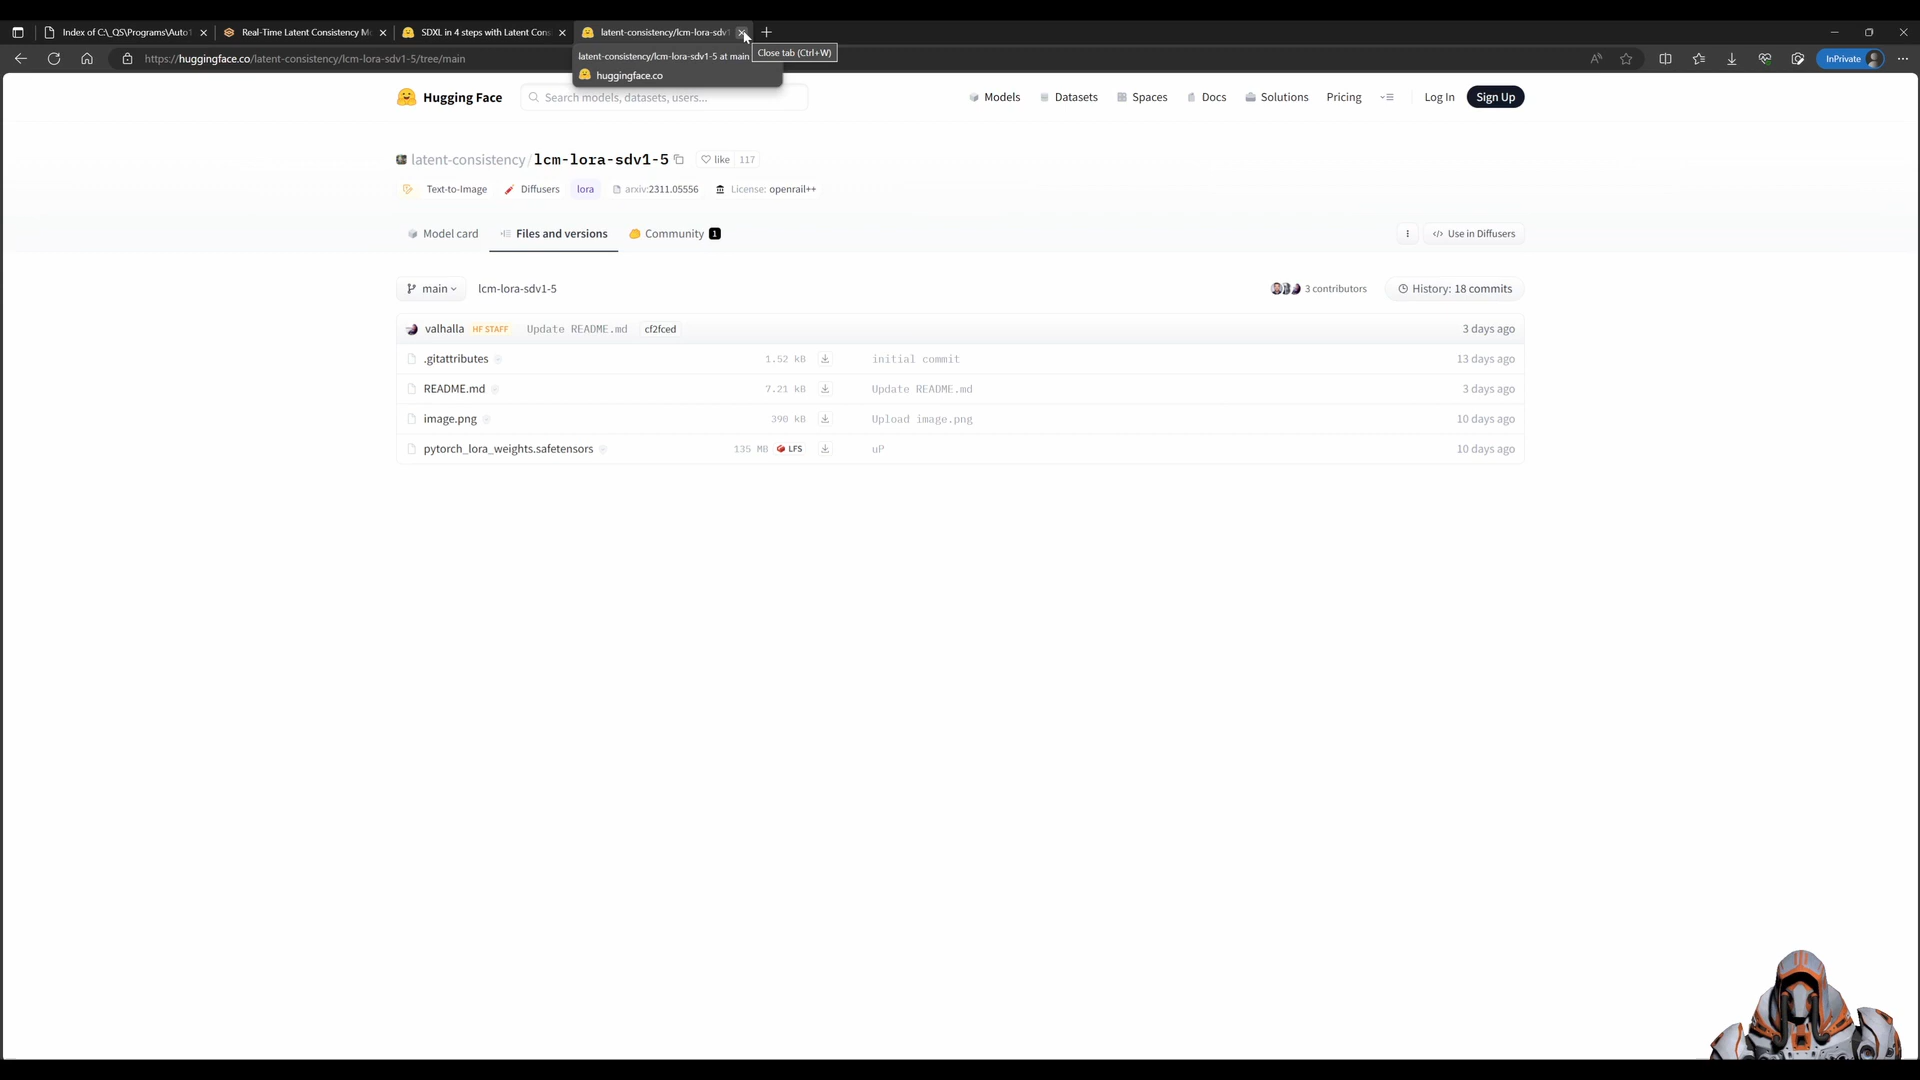 Index of C:\_QS\Programs\Auto1
Real-Time Latent Consistency Mo
SDXL in 4 steps with Latent Con
latent-consistency/lcm-lora-sdv1
https://huggingface.co/latent-consistency/lcm-lora-sdv1-5/tree/main
latent-consistency/lcm-lora-sdv1-5 at main
huggingface.co
Close tab (Ctrl+W)
InPrivate
Hugging Face
Search models, datasets, users...
Models
Datasets
Spaces
Docs
Solutions
Pricing
Log In
Sign Up
latent-consistency/lcm-lora-sdv1-5
like 117
Text-to-Image
Diffusers
lora
arxiv:2311.05556
License: openrail++
Model card
Files and versions
Community 1
Use in Diffusers
main
lcm-lora-sdv1-5
3 contributors
History: 18 commits
valhalla HF STAFF Update README.md cf2fced 3 days ago
.gitattributes 1.52 kB initial commit 13 days ago
README.md 7.21 kB Update README.md 3 days ago
image.png 390 kB Upload image.png 10 days ago
pytorch_lora_weights.safetensors 135 MB LFS uP 10 days ago